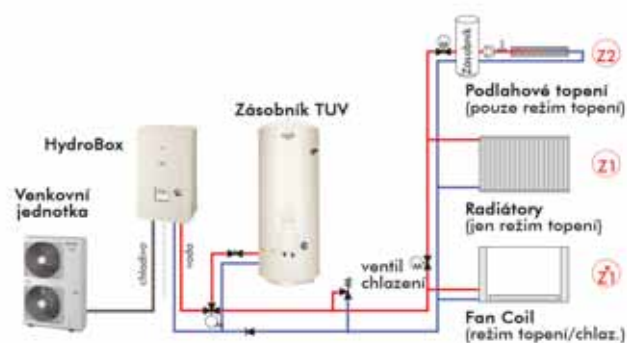 Venkovní
jednotka
HydroBox
chladivo
voda
Zásobník TUV
ventil
chlazení
Zásobník
Z2
Podlahové topení
(pouze režim topení)
Z1
Radiátory
(jen režim topení)
Z1
Fan Coil
(režim topení/chlaz.)